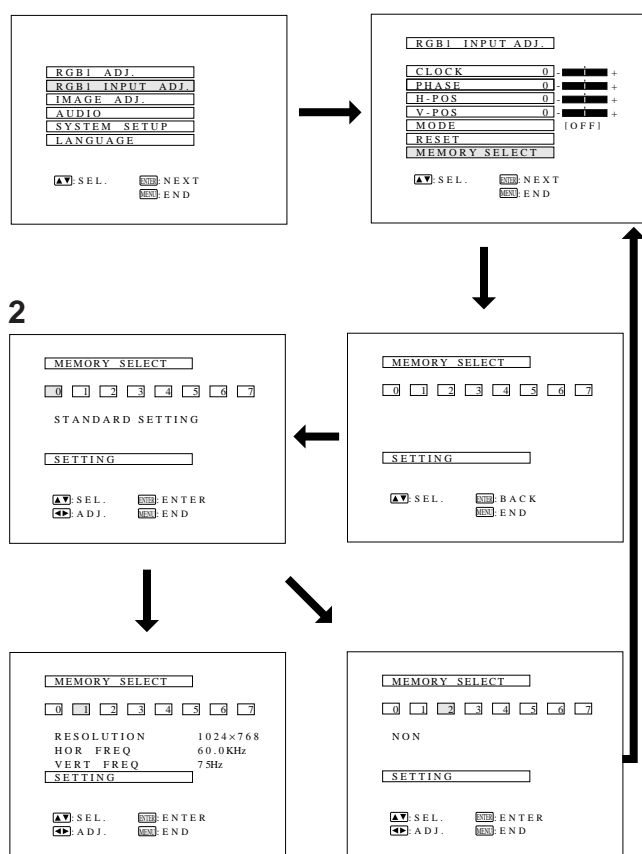 RGB1 ADJ.
RGB1 INPUT ADJ.
IMAGE ADJ.
AUDIO
SYSTEM SETUP
LANGUAGE
▲▼:SEL. ENTER:NEXT
MENU:END
RGB1 INPUT ADJ.
CLOCK 0 - +
PHASE 0 - +
H-POS 0 - +
V-POS 0 - +
MODE [OFF]
RESET
MEMORY SELECT
▲▼:SEL. ENTER:NEXT
MENU:END
2
MEMORY SELECT
0 1 2 3 4 5 6 7
STANDARD SETTING
SETTING
▲▼:SEL. ENTER:ENTER
◀▶:ADJ. MENU:END
MEMORY SELECT
0 1 2 3 4 5 6 7
SETTING
▲▼:SEL. ENTER:BACK
MENU:END
MEMORY SELECT
0 1 2 3 4 5 6 7
RESOLUTION 1024×768
HOR FREQ 60.0KHz
VERT FREQ 75Hz
SETTING
▲▼:SEL. ENTER:ENTER
◀▶:ADJ. MENU:END
MEMORY SELECT
0 1 2 3 4 5 6 7
NON
SETTING
▲▼:SEL. ENTER:ENTER
◀▶:ADJ. MENU:END